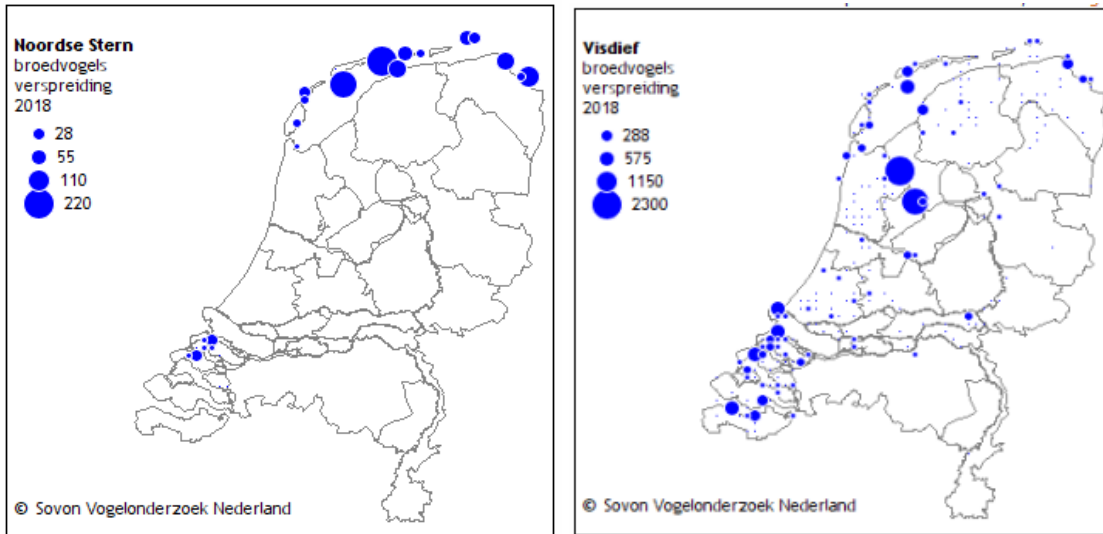 Noordse Stern
broedvogels
verspreiding
2018
28
55
110
220
© Sovon Vogelonderzoek Nederland
Visdief
broedvogels
verspreiding
2018
288
575
1150
2300
© Sovon Vogelonderzoek Nederland